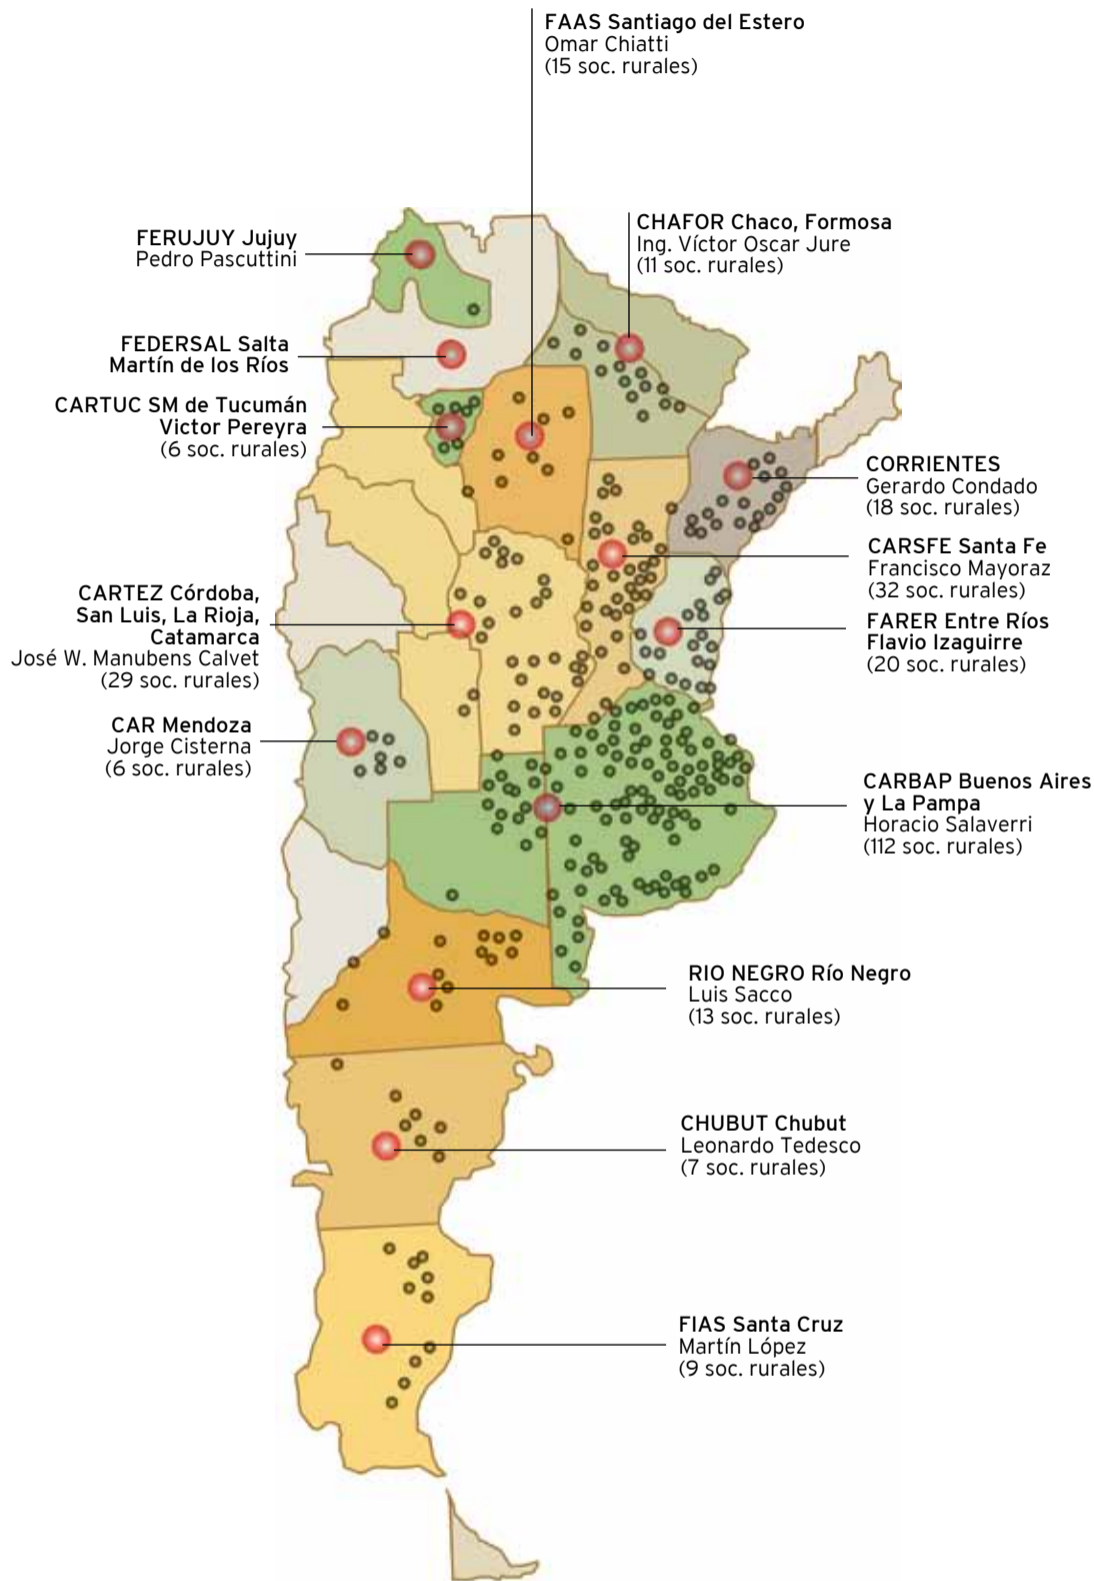 FAAS Santiago del Estero
Omar Chiatti
(15 soc. rurales)
FERUJUY Jujuy
Pedro Pascuttini
CHAFOR Chaco, Formosa
Ing. Víctor Oscar Jure
(11 soc. rurales)
FEDERSAL Salta
Martín de los Ríos
CARTUC SM de Tucumán
Victor Pereyra
(6 soc. rurales)
CORRIENTES
Gerardo Condado
(18 soc. rurales)
CARSFE Santa Fe
Francisco Mayoraz
(32 soc. rurales)
CARTEZ Córdoba,
San Luis, La Rioja,
Catamarca
José W. Manubens Calvet
(29 soc. rurales)
FARER Entre Ríos
Flavio Izaguirre
(20 soc. rurales)
CAR Mendoza
Jorge Cisterna
(6 soc. rurales)
CARBAP Buenos Aires
y La Pampa
Horacio Salaverri
(112 soc. rurales)
RIO NEGRO Río Negro
Luis Sacco
(13 soc. rurales)
CHUBUT Chubut
Leonardo Tedesco
(7 soc. rurales)
FIAS Santa Cruz
Martín López
(9 soc. rurales)